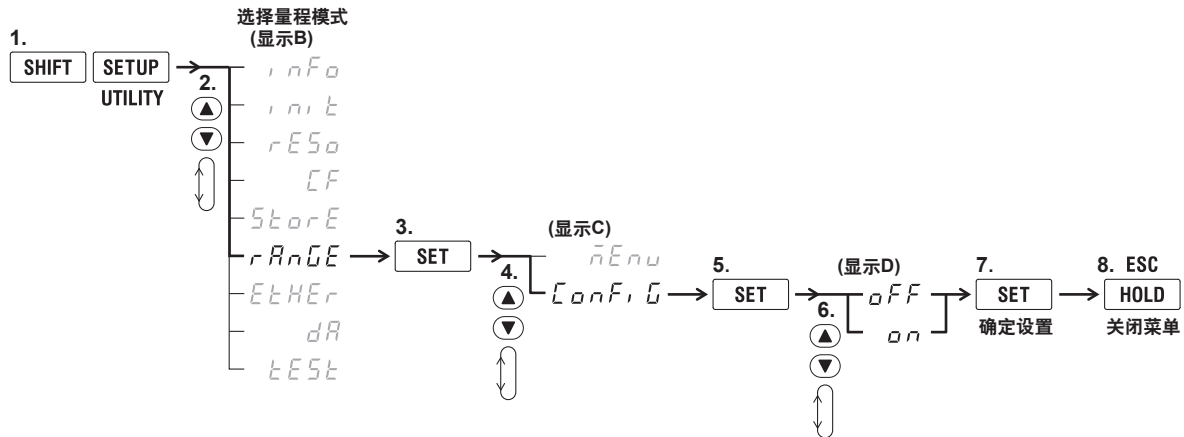 选择量程模式
(显示B)
1.
SHIFT SETUP
UTILITY
2.
inFo
init
rESo
CF
StorE
rAnGE
EtHEr
dA
tESt
3.
SET
(显示C)
mEnu
4.
ConFiG
5.
SET
(显示D)
oFF
on
6.
7.
SET
确定设置
8. ESC
HOLD
关闭菜单